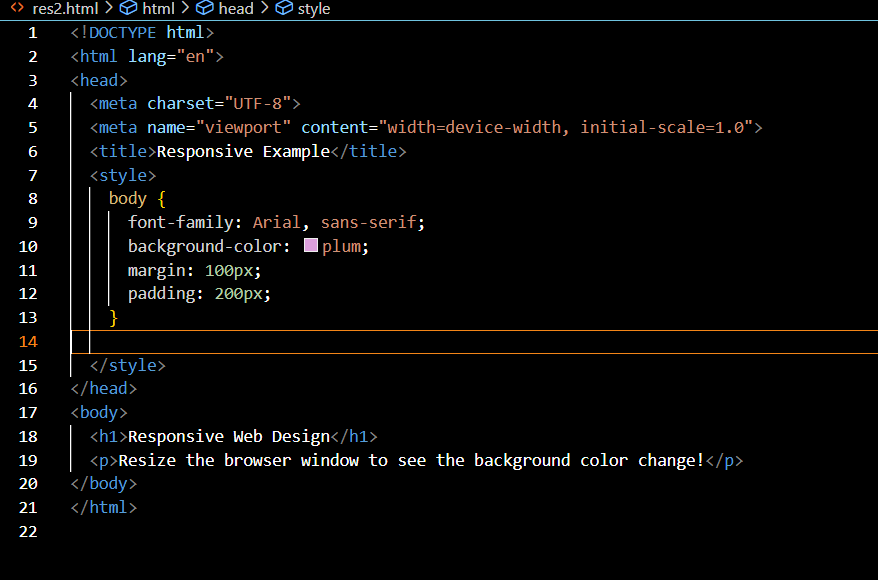 res2.html > html > head > style
1 <!DOCTYPE html>
2 <html lang="en">
3 <head>
4   <meta charset="UTF-8">
5   <meta name="viewport" content="width=device-width, initial-scale=1.0">
6   <title>Responsive Example</title>
7   <style>
8     body {
9       font-family: Arial, sans-serif;
10       background-color: plum;
11       margin: 100px;
12       padding: 200px;
13     }
14
15   </style>
16 </head>
17 <body>
18   <h1>Responsive Web Design</h1>
19   <p>Resize the browser window to see the background color change!</p>
20 </body>
21 </html>
22